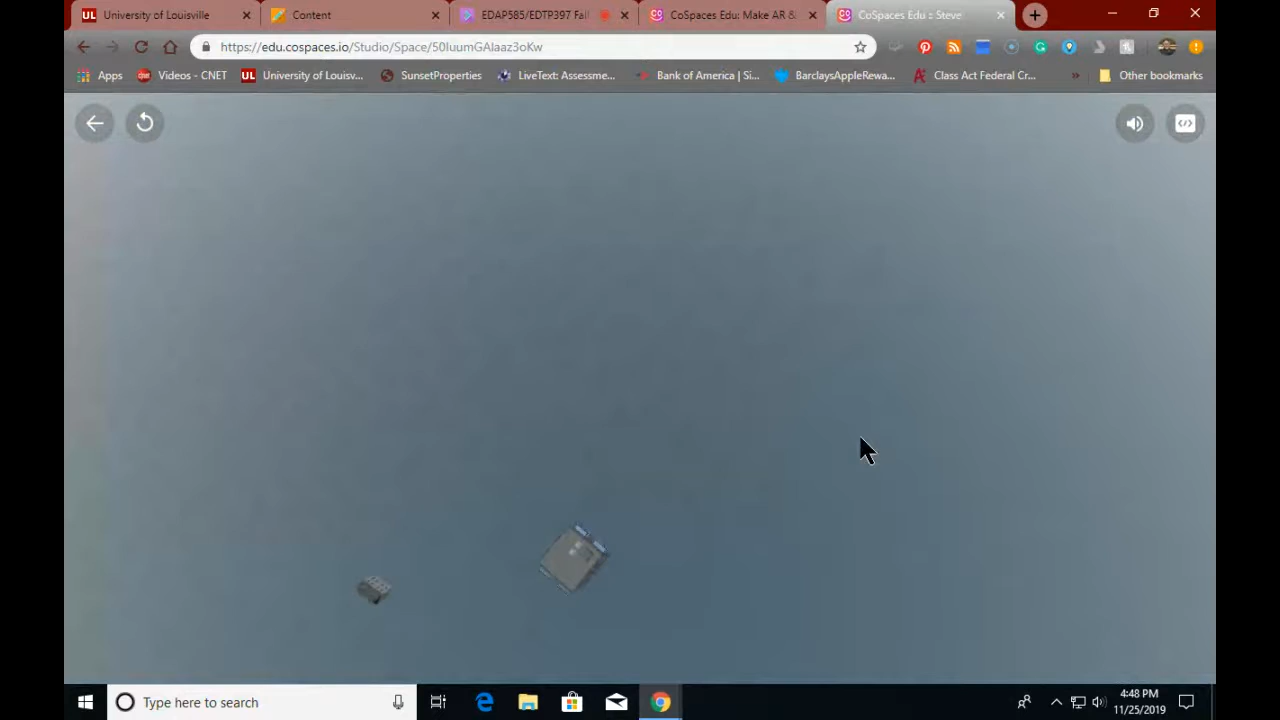 University of Louisville
Content
EDAP585/EDTP397 Fall
CoSpaces Edu: Make AR &
CoSpaces Edu :: Steve
https://edu.cospaces.io/Studio/Space/50IuumGAIaaz3oKw
Apps
Videos - CNET
University of Louisv...
SunsetProperties
LiveText: Assessme...
Bank of America | Si...
BarclaysAppleRewa...
Class Act Federal Cr...
Other bookmarks
Type here to search
4:48 PM
11/25/2019